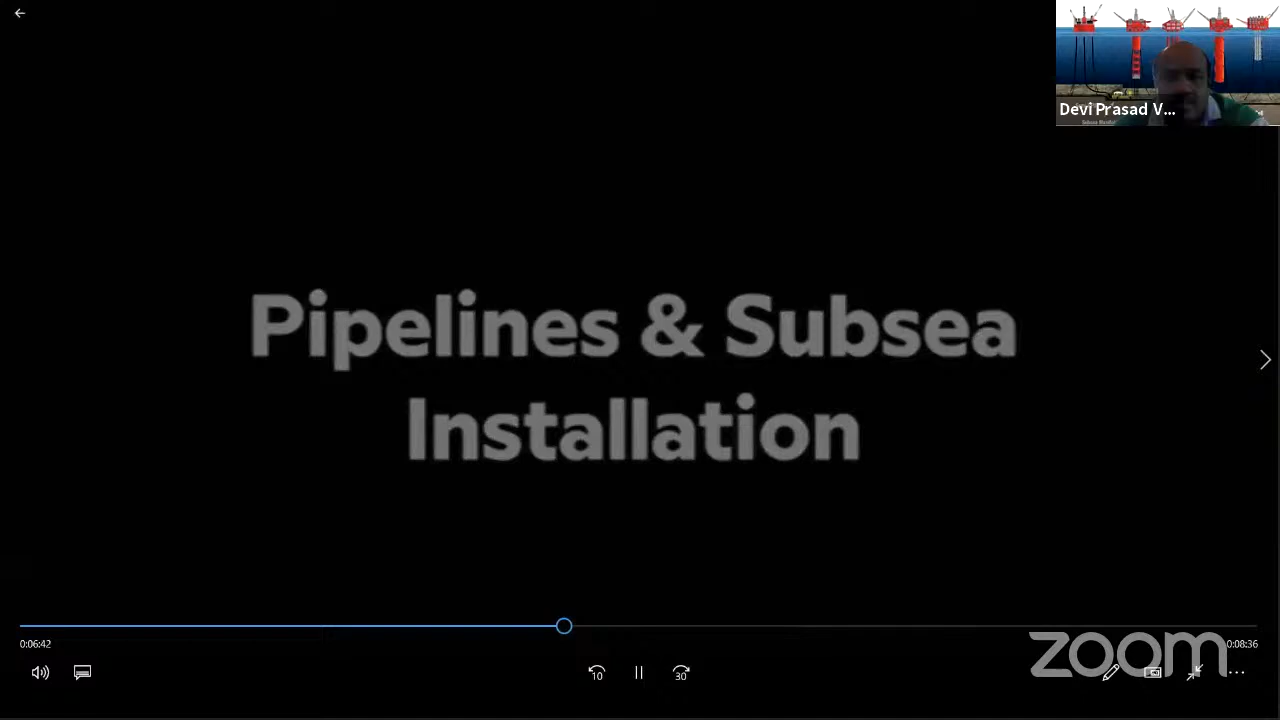 Devi Prasad V...
Pipelines & Subsea
Installation
0:06:42
0:08:36
10
30
zoom